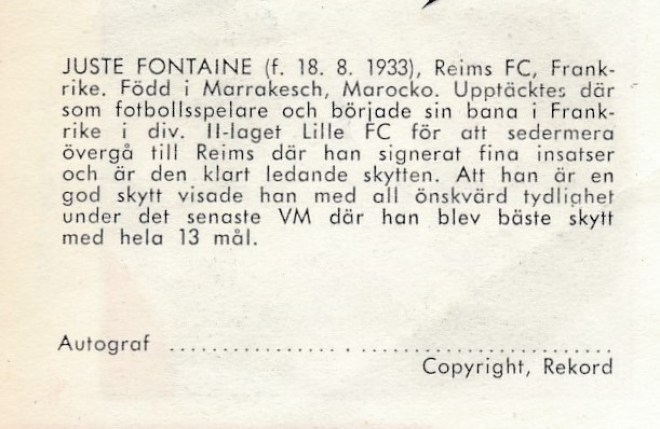 JUSTE FONTAINE (f. 18. 8. 1933), Reims FC, Frank-
rike. Född i Marrakesch, Marocko. Upptäcktes där
som fotbollsspelare och började sin bana i Frank-
rike i div. II-laget Lille FC för att sedermera
övergå till Reims där han signerat fina insatser
och är den klart ledande skytten. Att han är en
god skytt visade han med all önskvärd tydlighet
under det senaste VM där han blev bäste skytt
med hela 13 mål.
Autograf ............................................
Copyright, Rekord